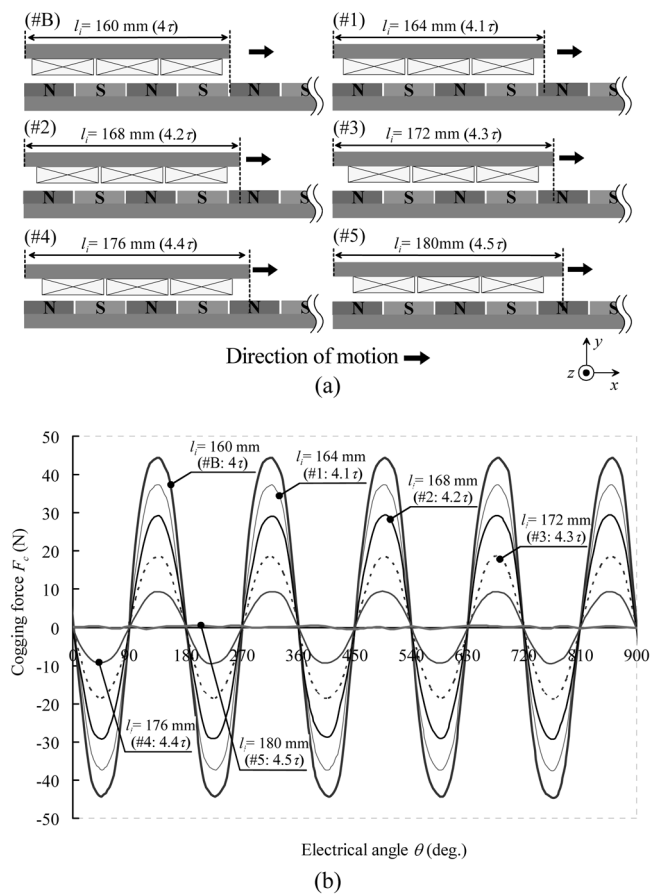 (#B)
lᵢ= 160 mm (4τ)
N S N S N S
(#1)
lᵢ= 164 mm (4.1τ)
N S N S N S
(#2)
lᵢ= 168 mm (4.2τ)
N S N S N S
(#3)
lᵢ= 172 mm (4.3τ)
N S N S N S
(#4)
lᵢ= 176 mm (4.4τ)
N S N S N S
(#5)
lᵢ= 180mm (4.5τ)
N S N S N S
Direction of motion
y
z
x
(a)
50
40
30
20
10
0
-10
-20
-30
-40
-50
Cogging force F_c (N)
lᵢ= 160 mm
(#B: 4τ)
lᵢ= 164 mm
(#1: 4.1τ)
lᵢ= 168 mm
(#2: 4.2τ)
lᵢ= 172 mm
(#3: 4.3τ)
0 90 180 270 360 450 540 630 720 810 900
lᵢ= 176 mm
(#4: 4.4τ)
lᵢ= 180 mm
(#5: 4.5τ)
Electrical angle θ (deg.)
(b)